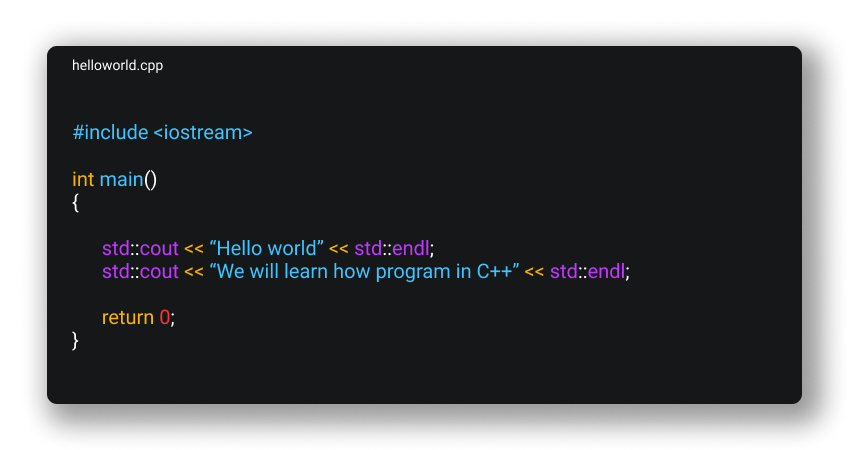 helloworld.cpp
#include <iostream>
int main()
{
std::cout << “Hello world” << std::endl;
std::cout << “We will learn how program in C++” << std::endl;
return 0;
}